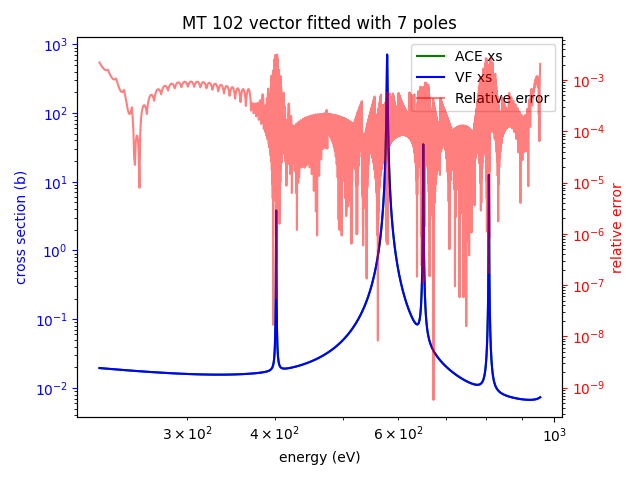 MT 102 vector fitted with 7 poles
ACE xs
VF xs
Relative error
10³
10²
10¹
10⁰
10⁻¹
10⁻²
cross section (b)
10⁻³
10⁻⁴
10⁻⁵
10⁻⁶
10⁻⁷
10⁻⁸
10⁻⁹
relative error
3 × 10² 4 × 10² 6 × 10² 10³
energy (eV)